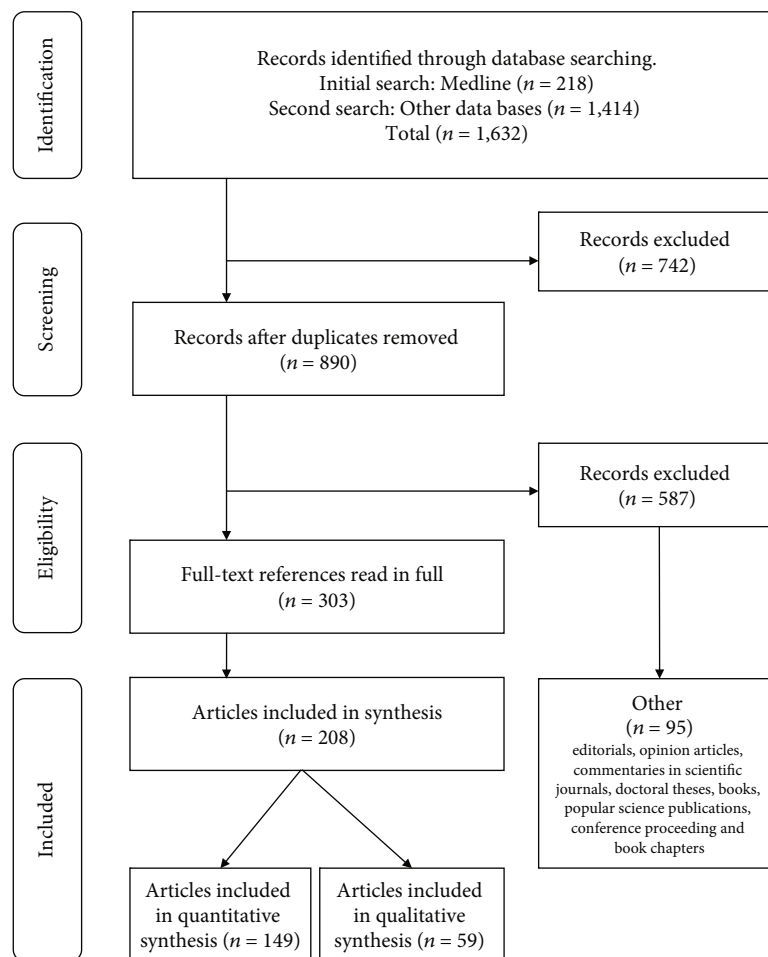 Identification
Records identified through database searching.
Initial search: Medline (n = 218)
Second search: Other data bases (n = 1,414)
Total (n = 1,632)
Screening
Records excluded
(n = 742)
Records after duplicates removed
(n = 890)
Eligibility
Records excluded
(n = 587)
Full-text references read in full
(n = 303)
Included
Articles included in synthesis
(n = 208)
Other
(n = 95)
editorials, opinion articles,
commentaries in scientific
journals, doctoral theses, books,
popular science publications,
conference proceeding and
book chapters
Articles included
in quantitative
synthesis (n = 149)
Articles included
in qualitative
synthesis (n = 59)